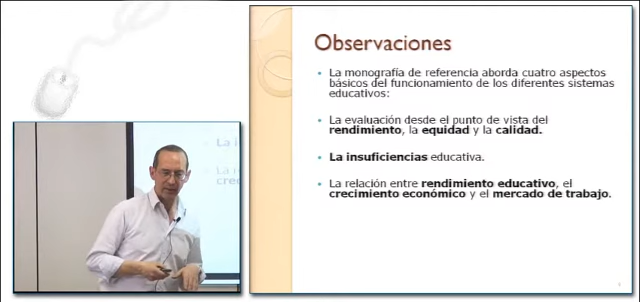 Observaciones
La monografía de referencia aborda cuatro aspectos
básicos del funcionamiento de los diferentes sistemas
educativos:
La evaluación desde el punto de vista del
rendimiento, la equidad y la calidad.
La insuficiencias educativa.
La relación entre rendimiento educativo, el
crecimiento económico y el mercado de trabajo.